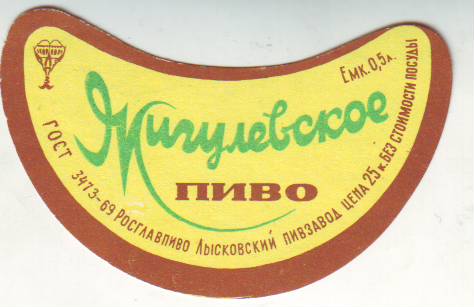 Емк. 0,5 л.
Жигулевское
ПИВО
ГОСТ 3473-69 РОСГЛАВПИВО ЛЫСКОВСКИЙ ПИВЗАВОД ЦЕНА 25 к. БЕЗ СТОИМОСТИ ПОСУДЫ